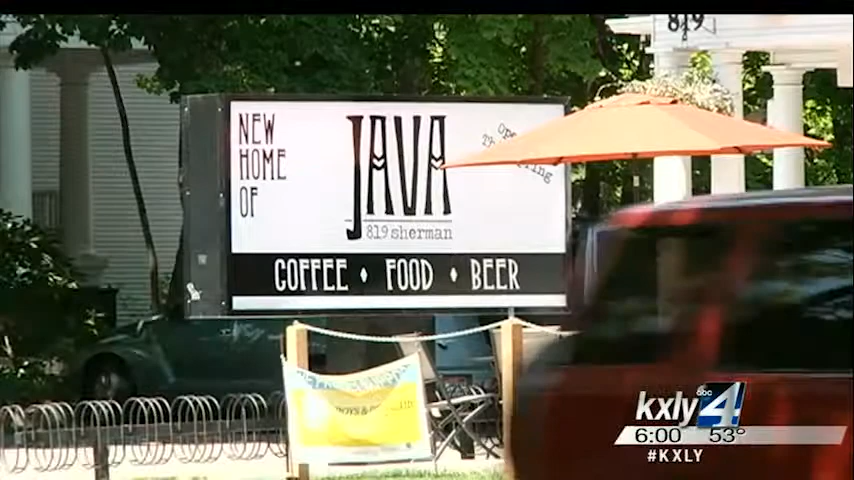 819
NEW
HOME
OF
JAVA
819 sherman
COFFEE • FOOD • BEER
kxly abc 4
6:00 53°
#KXLY